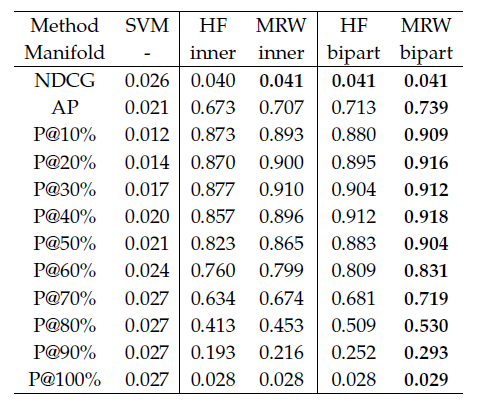 Method SVM HF MRW HF MRW
Manifold - inner inner bipart bipart
NDCG 0.026 0.040 0.041 0.041 0.041
AP 0.021 0.673 0.707 0.713 0.739
P@10% 0.012 0.873 0.893 0.880 0.909
P@20% 0.014 0.870 0.900 0.895 0.916
P@30% 0.017 0.877 0.910 0.904 0.912
P@40% 0.020 0.857 0.896 0.912 0.918
P@50% 0.021 0.823 0.865 0.883 0.904
P@60% 0.024 0.760 0.799 0.809 0.831
P@70% 0.027 0.634 0.674 0.681 0.719
P@80% 0.027 0.413 0.453 0.509 0.530
P@90% 0.027 0.193 0.216 0.252 0.293
P@100% 0.027 0.028 0.028 0.028 0.029